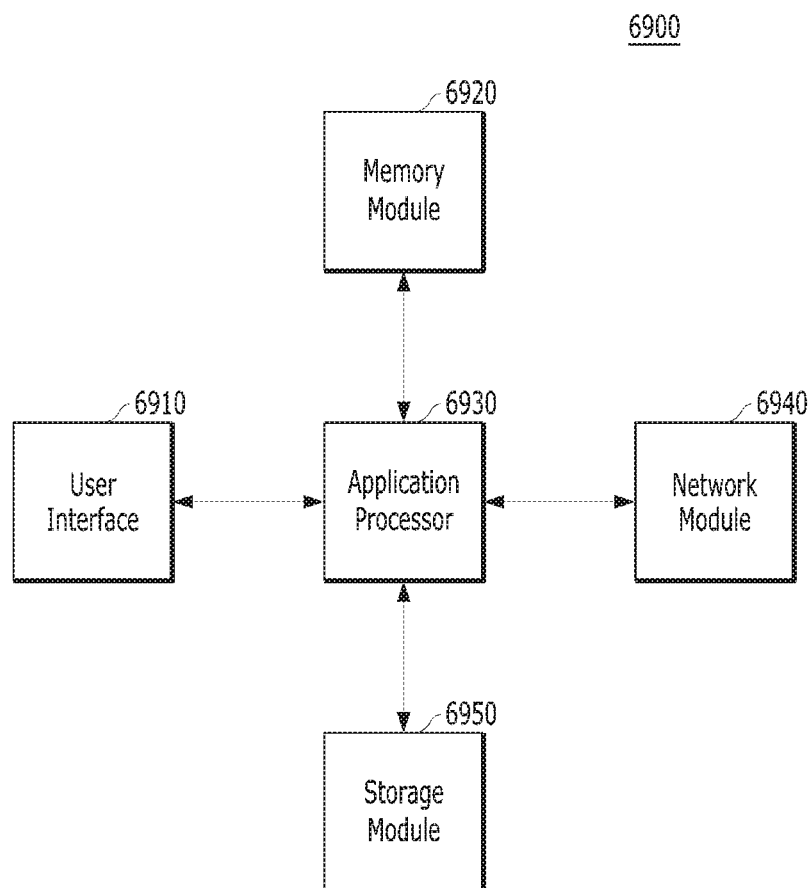 6900
6920
Memory
Module
6910
User
Interface
6930
Application
Processor
6940
Network
Module
6950
Storage
Module